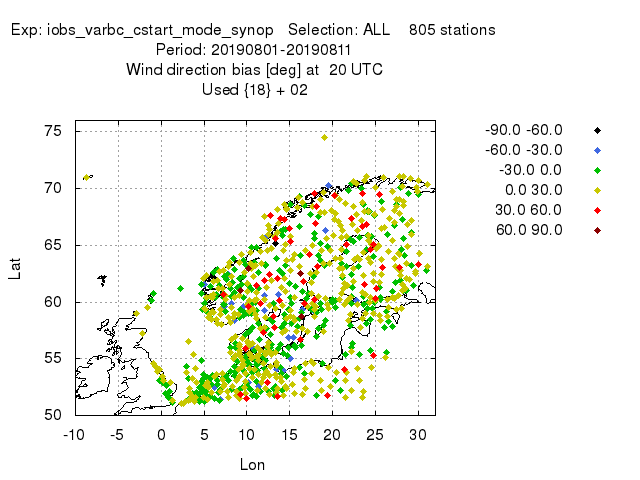 Exp: iobs_varbc_cstart_mode_synop   Selection: ALL    805 stations
Period: 20190801-20190811
Wind direction bias [deg] at  20 UTC
Used {18} + 02
-90.0 -60.0
-60.0 -30.0
-30.0 0.0
0.0 30.0
30.0 60.0
60.0 90.0
75
70
65
60
55
50
Lat
-10 -5 0 5 10 15 20 25 30
Lon